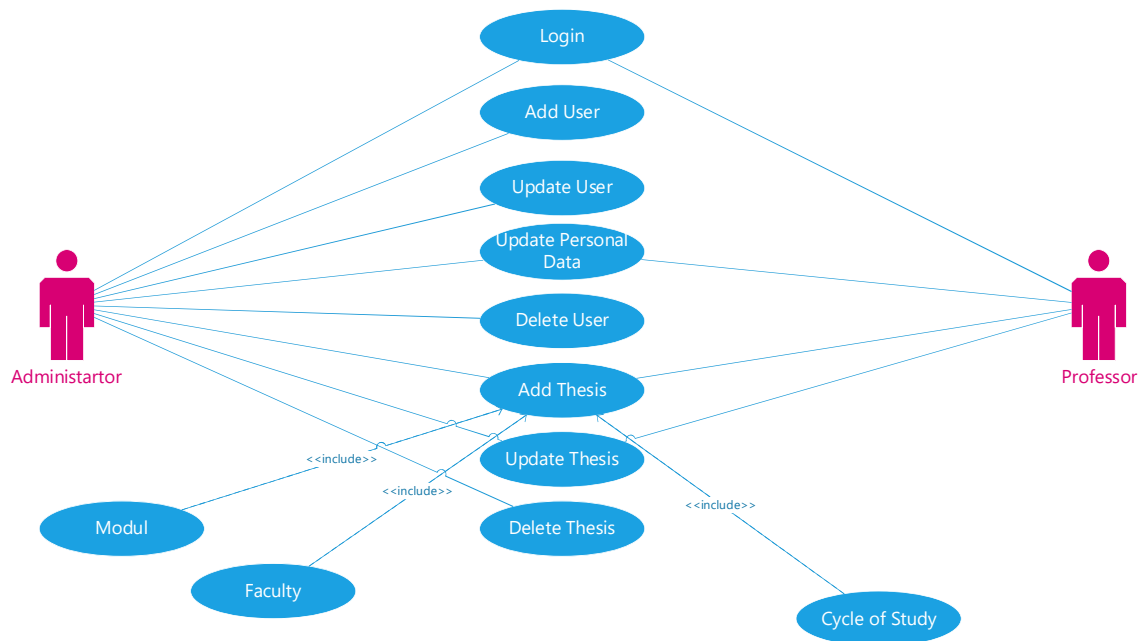 Login
Add User
Update User
Update Personal
Data
Delete User
Administartor
Professor
Add Thesis
Update Thesis
<<include>>
<<include>>
<<include>>
Modul
Delete Thesis
Faculty
Cycle of Study